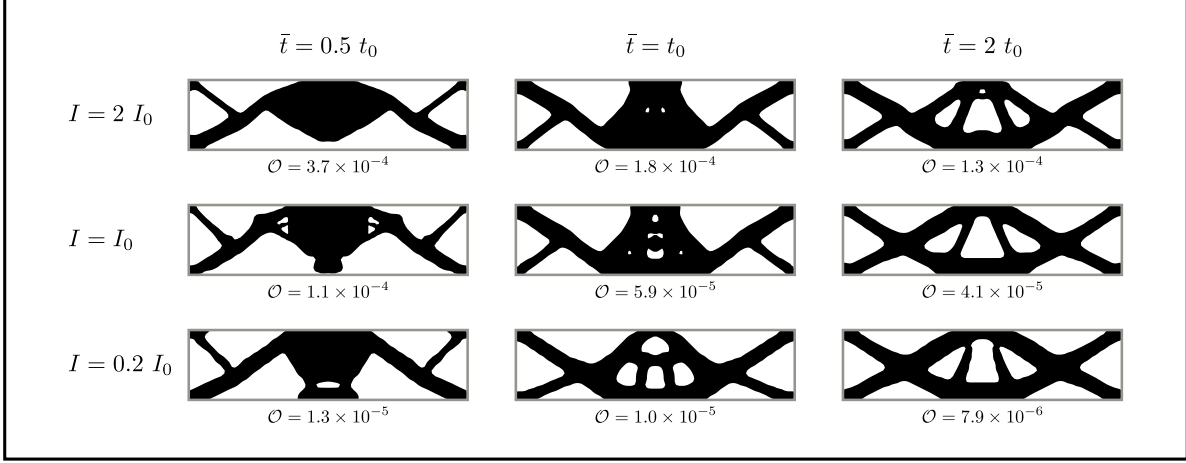 t̄ = 0.5 t₀ t̄ = t₀ t̄ = 2 t₀
I = 2 I₀
𝒪 = 3.7 × 10⁻⁴ 𝒪 = 1.8 × 10⁻⁴ 𝒪 = 1.3 × 10⁻⁴
I = I₀
𝒪 = 1.1 × 10⁻⁴ 𝒪 = 5.9 × 10⁻⁵ 𝒪 = 4.1 × 10⁻⁵
I = 0.2 I₀
𝒪 = 1.3 × 10⁻⁵ 𝒪 = 1.0 × 10⁻⁵ 𝒪 = 7.9 × 10⁻⁶